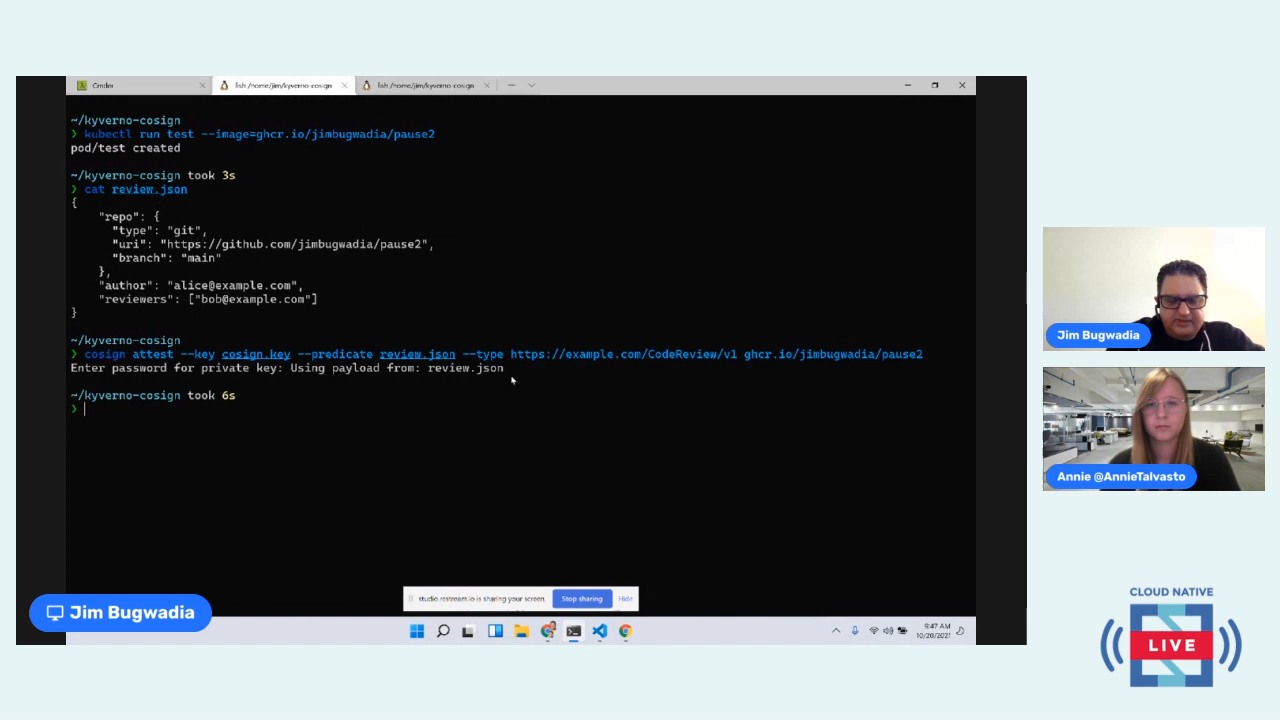 Cmder
fish /home/jim/kyverno-cosign
fish /home/jim/kyverno-cosign
~/kyverno-cosign
❯ kubectl run test --image=ghcr.io/jimbugwadia/pause2
pod/test created
~/kyverno-cosign took 3s
❯ cat review.json
{
"repo": {
"type": "git",
"uri": "https://github.com/jimbugwadia/pause2",
"branch": "main"
},
"author": "alice@example.com",
"reviewers": ["bob@example.com"]
}
~/kyverno-cosign
❯ cosign attest --key cosign.key --predicate review.json --type https://example.com/CodeReview/v1 ghcr.io/jimbugwadia/pause2
Enter password for private key: Using payload from: review.json
~/kyverno-cosign took 6s
❯
studio.restream.io is sharing your screen.
Stop sharing
Hide
9:47 AM
10/20/2021
Jim Bugwadia
Jim Bugwadia
Annie @AnnieTalvasto
CLOUD NATIVE
LIVE